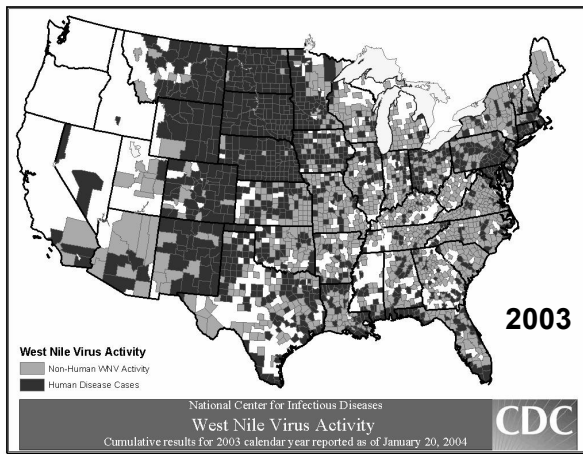 2003
West Nile Virus Activity
Non-Human WNV Activity
Human Disease Cases
National Center for Infectious Diseases
West Nile Virus Activity
Cumulative results for 2003 calendar year reported as of January 20, 2004
CDC